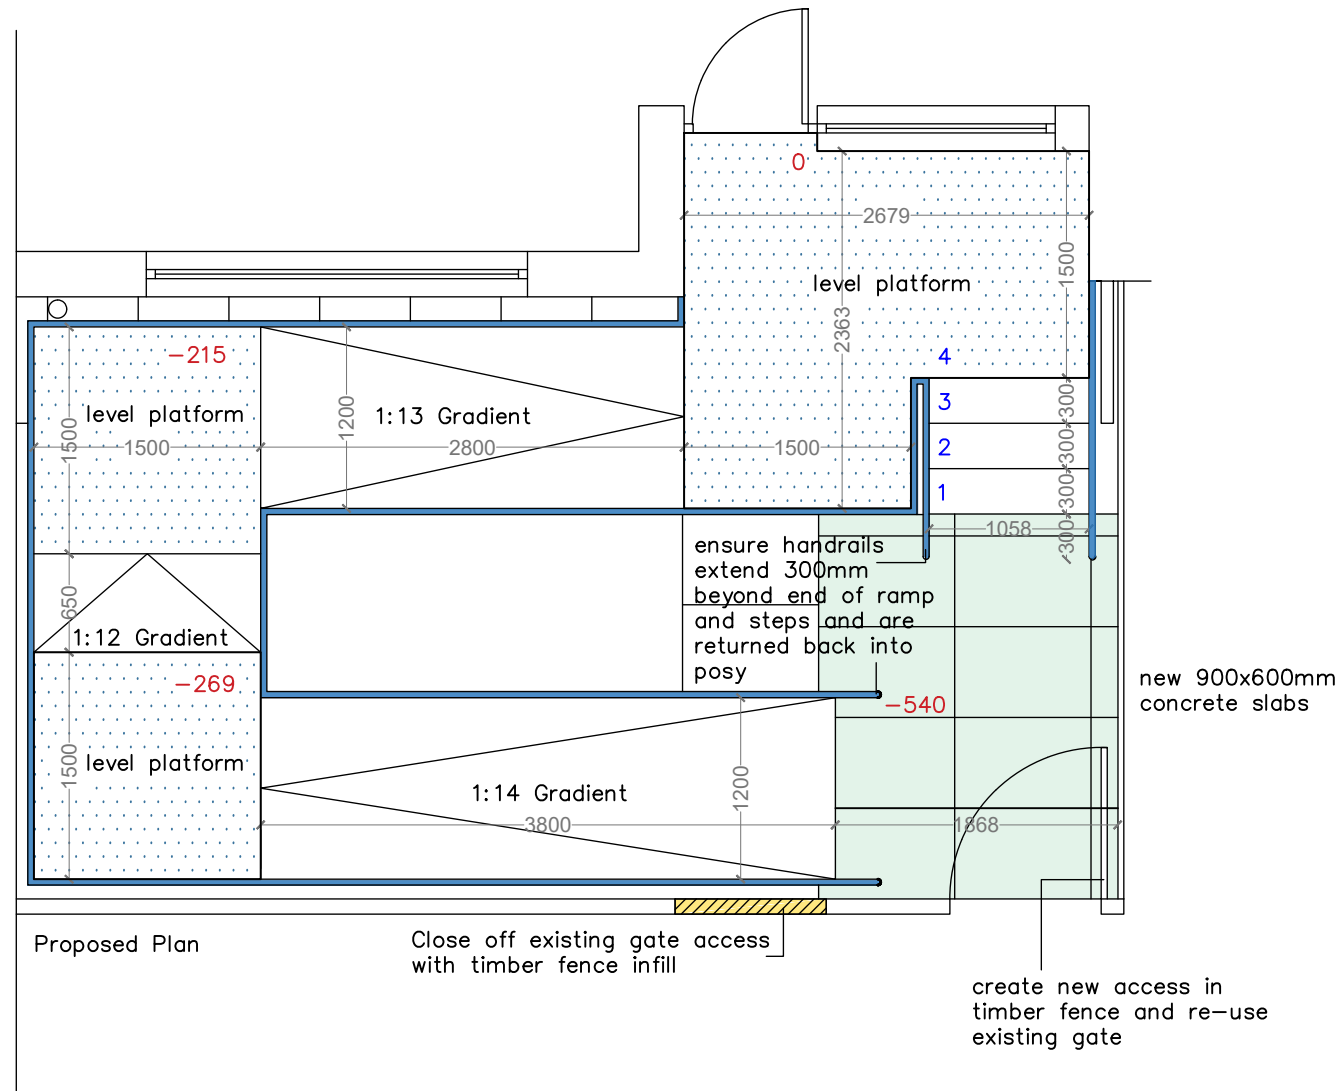 0
2679
1500
level platform
2363
-215
4
level platform
1:13 Gradient
1200
3
300
1500
1500
2800
1500
2
300
1
300
1058
300
ensure handrails
extend 300mm
beyond end of ramp
and steps and are
returned back into
posy
650
1:12 Gradient
-269
-540
new 900x600mm
concrete slabs
level platform
1500
1:14 Gradient
1200
3800
1868
Proposed Plan
Close off existing gate access
with timber fence infill
create new access in
timber fence and re-use
existing gate